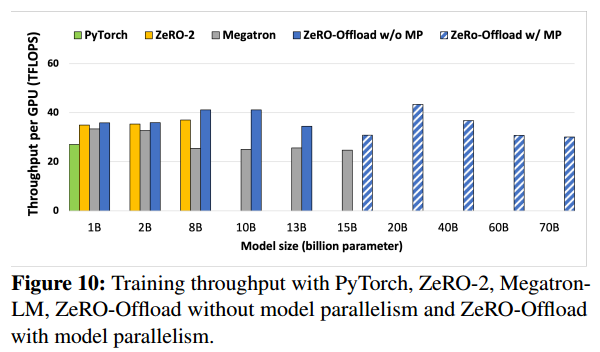 PyTorch ZeRO-2 Megatron ZeRO-Offload w/o MP ZeRo-Offload w/ MP
Throughput per GPU (TFLOPS)
60
40
20
0
1B 2B 8B 10B 13B 15B 20B 40B 60B 70B
Model size (billion parameter)
Figure 10: Training throughput with PyTorch, ZeRO-2, Megatron-
LM, ZeRO-Offload without model parallelism and ZeRO-Offload
with model parallelism.